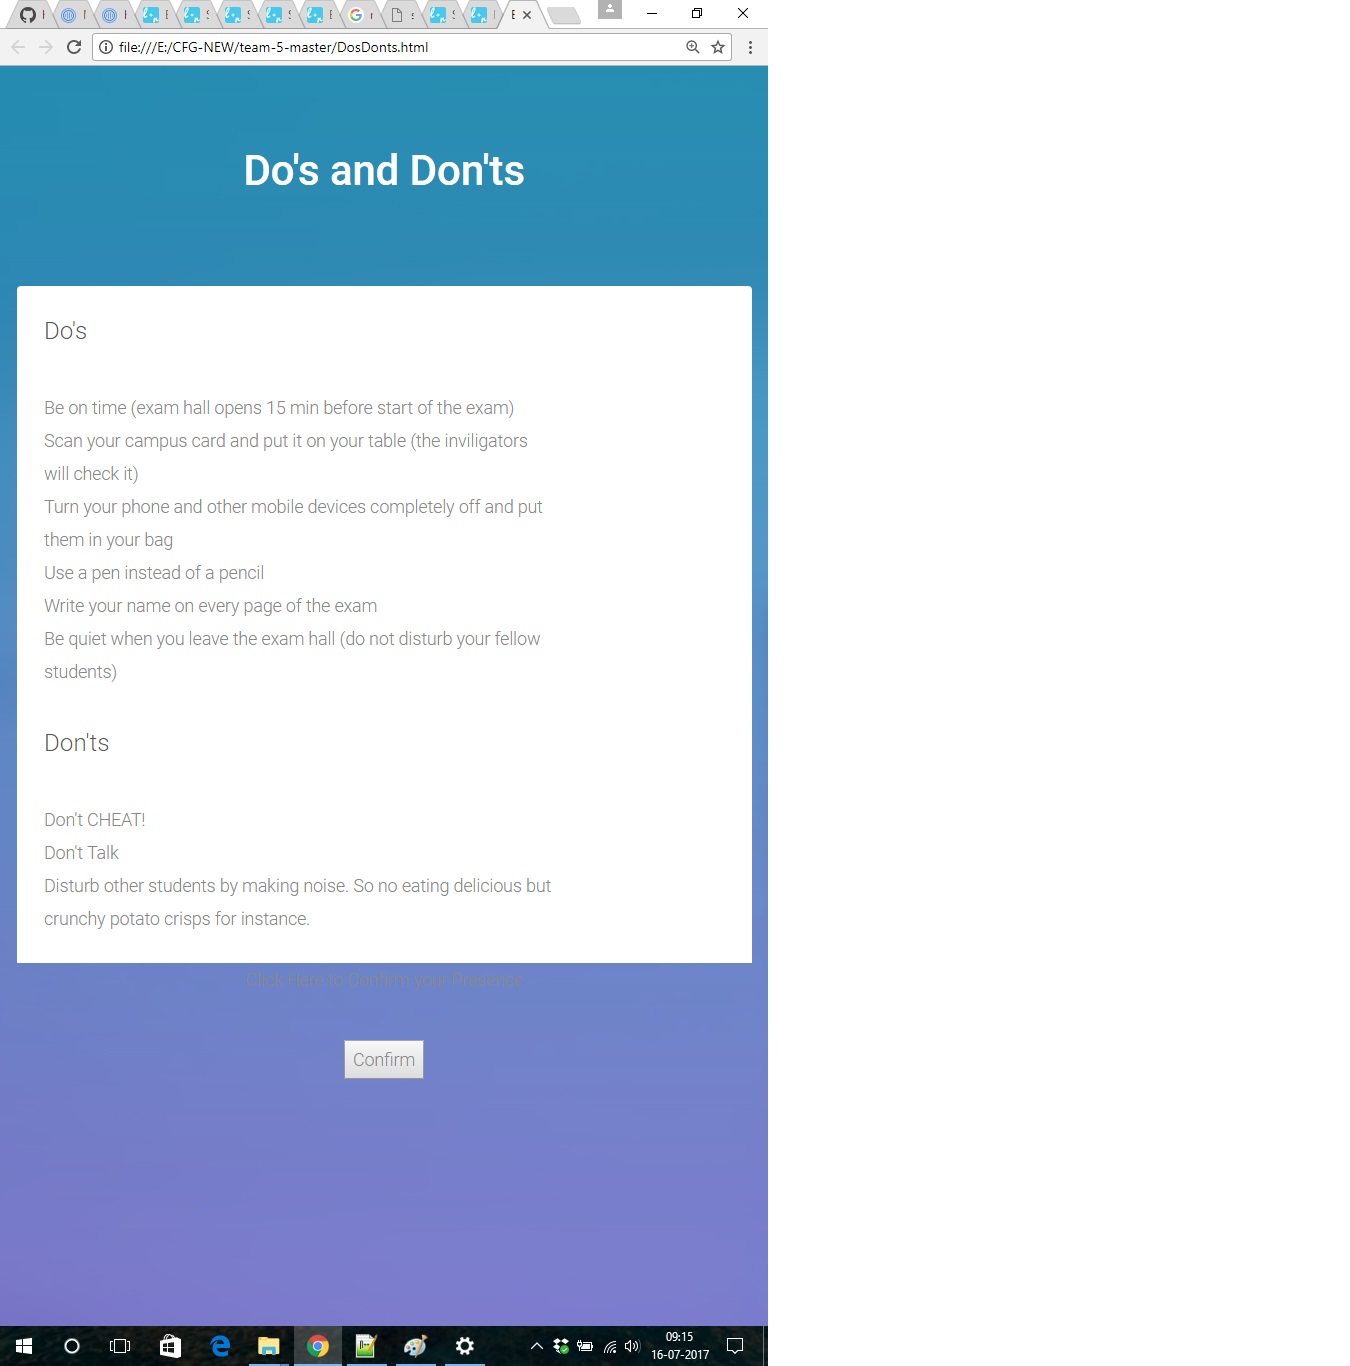 file:///E:/CFG-NEW/team-5-master/DosDonts.html
Do's and Don'ts
Do's
Be on time (exam hall opens 15 min before start of the exam)
Scan your campus card and put it on your table (the inviligators
will check it)
Turn your phone and other mobile devices completely off and put
them in your bag
Use a pen instead of a pencil
Write your name on every page of the exam
Be quiet when you leave the exam hall (do not disturb your fellow
students)
Don'ts
Don't CHEAT!
Don't Talk
Disturb other students by making noise. So no eating delicious but
crunchy potato crisps for instance.
Click Here to Confirm your Presence
Confirm
09:15
16-07-2017